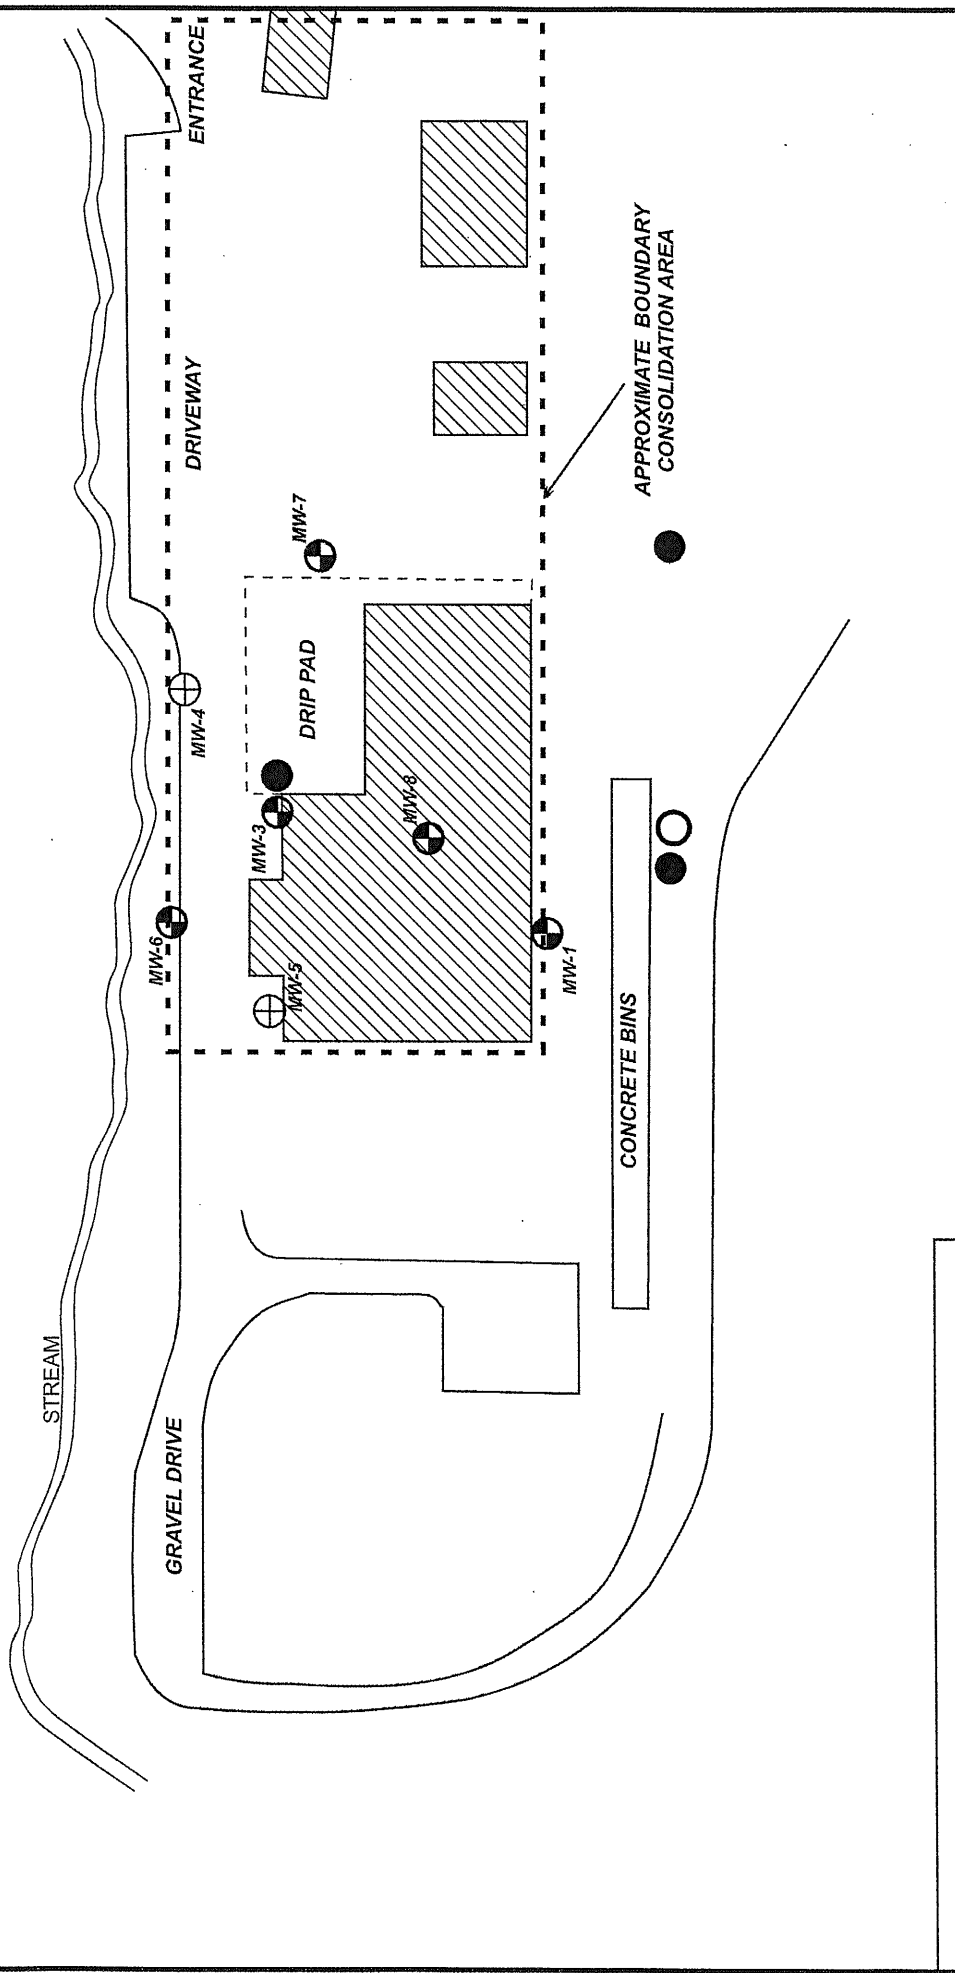 ENTRANCE
DRIVEWAY
APPROXIMATE BOUNDARY
CONSOLIDATION AREA
MW-7
DRIP PAD
MW-4
MW-3
MW-8
MW-6
MW-5
MW-1
CONCRETE BINS
STREAM
GRAVEL DRIVE